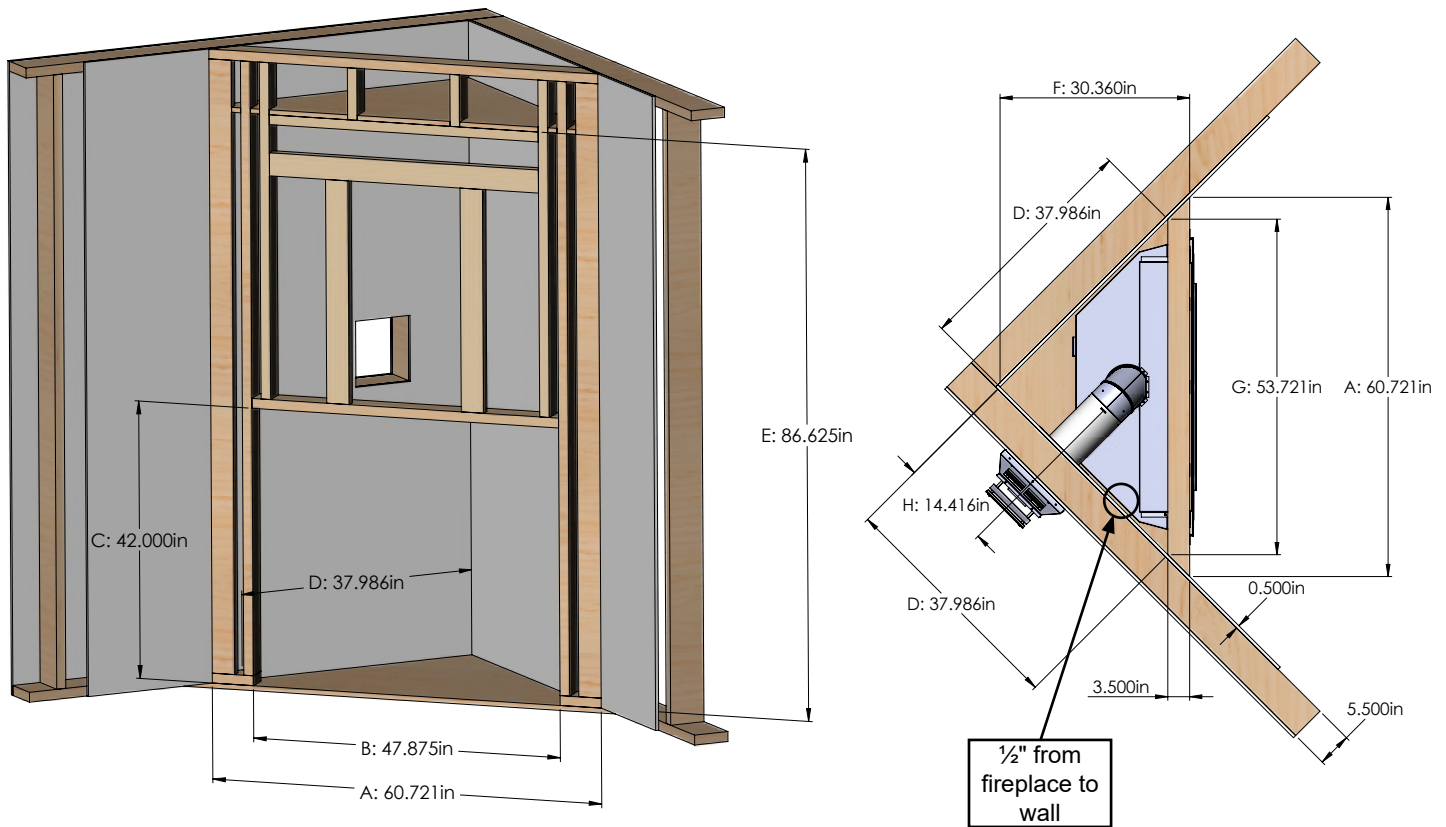 C: 42.000in
D: 37.986in
E: 86.625in
B: 47.875in
A: 60.721in
F: 30.360in
D: 37.986in
G: 53.721in
A: 60.721in
H: 14.416in
D: 37.986in
0.500in
3.500in
5.500in
½" from
fireplace to
wall